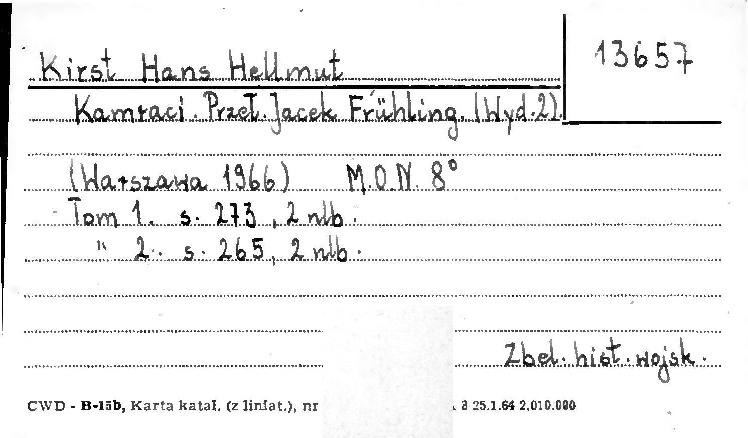 Kirst Hans Hellmut
13657
Kamraci. Przeł. Jacek Frühling. (Wyd.2).
(Warszawa 1966) M.O.N. 8°
Tom 1. s. 273, 2 nlb.
" 2. s. 265, 2 nlb.
Zbel. hist. wojsk.
CWD - B-15b, Karta katal. (z liniat.), nr 25.1.64 2.010.000